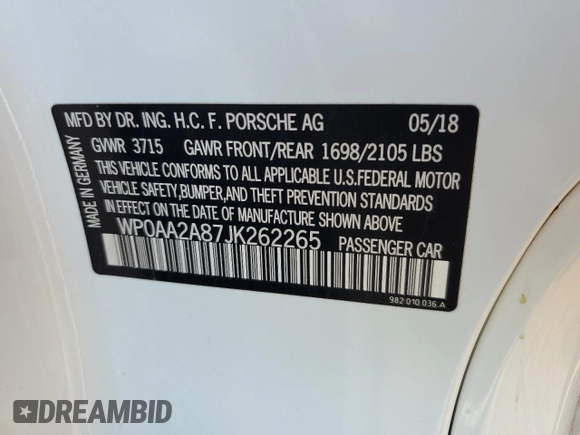 MFD BY DR. ING. H.C. F. PORSCHE AG 05/18
GVWR 3715 GAWR FRONT/REAR 1698/2105 LBS
THIS VEHICLE CONFORMS TO ALL APPLICABLE U.S.FEDERAL MOTOR
VEHICLE SAFETY,BUMPER,AND THEFT PREVENTION STANDARDS
IN EFFECT ON THE DATE OF MANUFACTURE SHOWN ABOVE.
WP0AA2A87JK262265 PASSENGER CAR
982 010 036 A
MADE IN GERMANY
DREAMBID